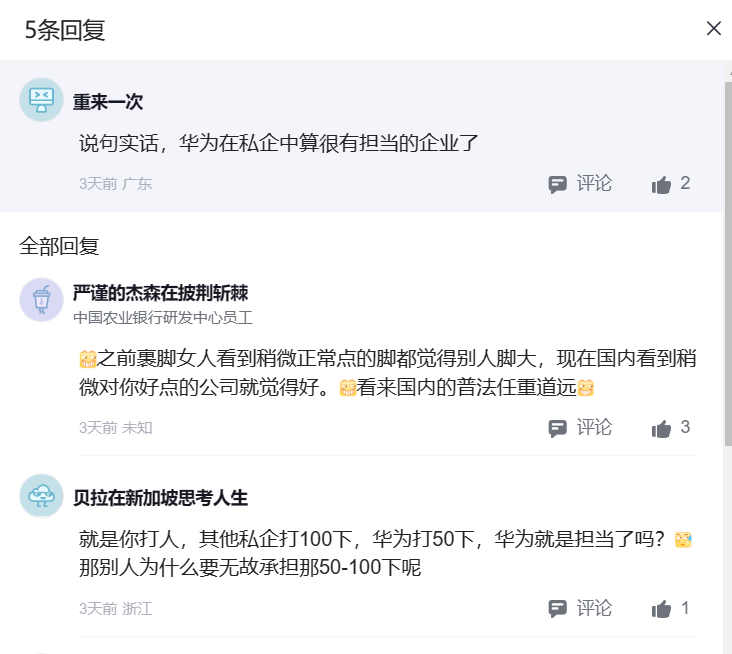 5条回复
重来一次
说句实话，华为在私企中算很有担当的企业了
3天前 广东
评论
2
全部回复
严谨的杰森在披荆斩棘
中国农业银行研发中心员工
之前裹脚女人看到稍微正常点的脚都觉得别人脚大，现在国内看到稍
微对你好点的公司就觉得好。看来国内的普法任重道远
3天前 未知
评论
3
贝拉在新加坡思考人生
就是你打人，其他私企打100下，华为打50下，华为就是担当了吗？
那别人为什么要无故承担那50-100下呢
3天前 浙江
评论
1